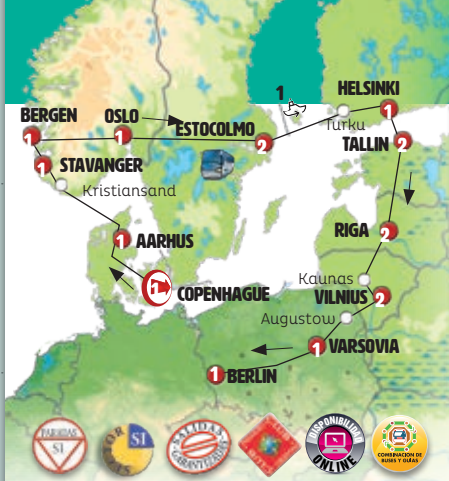 1
HELSINKI
1
BERGEN
OSLO
ESTOCOLMO
Turku
1
1
2
TALLIN
2
STAVANGER
1
Kristiansand
AARHUS
1
RIGA
2
Kaunas
COPENHAGUE
1
VILNIUS
2
Augustow
VARSOVIA
1
BERLIN
1
PARADAS
SI
SI
SALIDAS
GARANTIZADAS
DISPONIBILIDAD
ONLINE
COMBINACION DE
BUSES Y GUÍAS